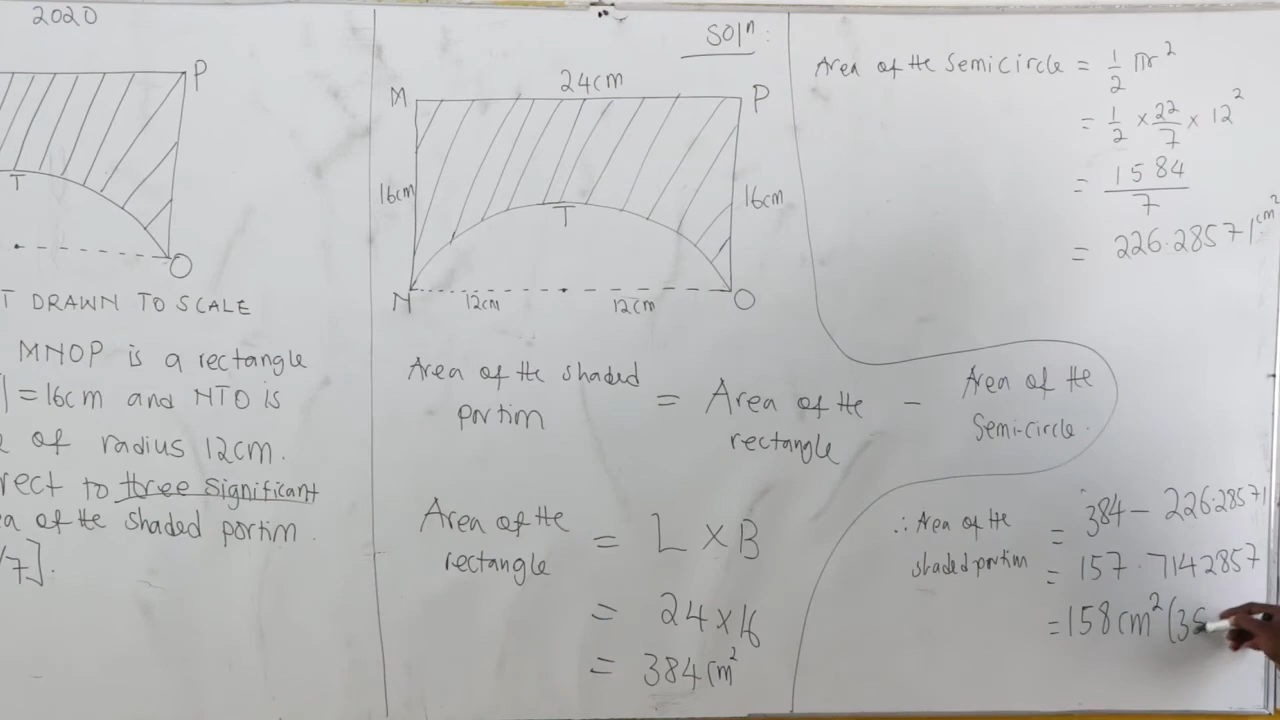 2020
P
T
O
T DRAWN TO SCALE
MNOP is a rectangle
| = 16cm and NTO is
of radius 12cm.
rect to three significant
a of the shaded portion.
/7].
Soln:
24cm
M
P
16cm
16cm
T
N
12cm
12cm
O
Area of the shaded portion = Area of the rectangle - Area of the Semi-circle.
Area of the rectangle = L × B
= 24 × 16
= 384cm²
Area of the Semicircle = 1/2 πr²
= 1/2 × 22/7 × 12²
= 1584/7
= 226.28571cm²
∴ Area of the shaded portion = 384 - 226.28571
= 157.7142857
= 158cm² (3S